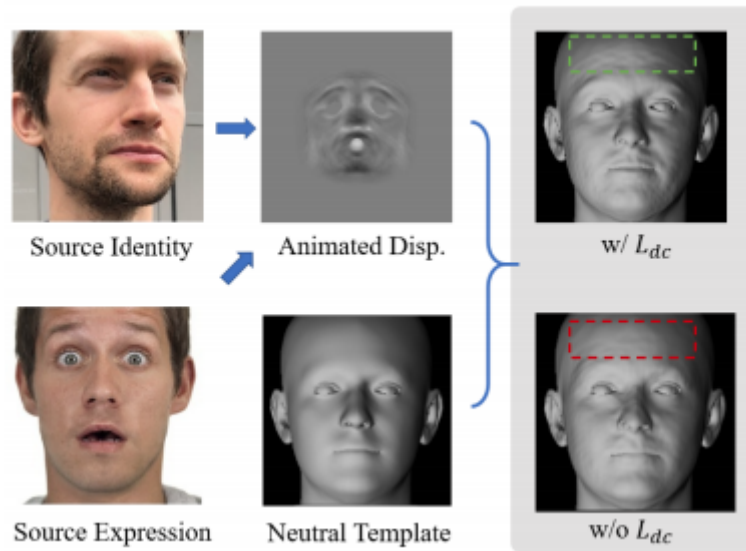 Source Identity
Animated Disp.
w/ L_dc
Source Expression
Neutral Template
w/o L_dc